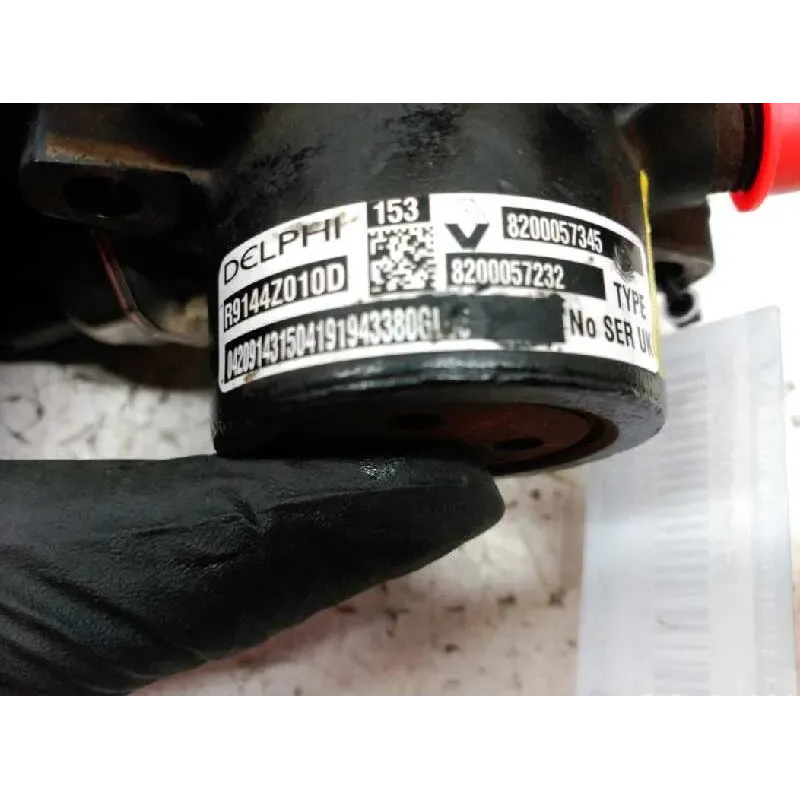 DELPHI 153 8200057345
R9144Z010D 8200057232 TYPE
No SER UK